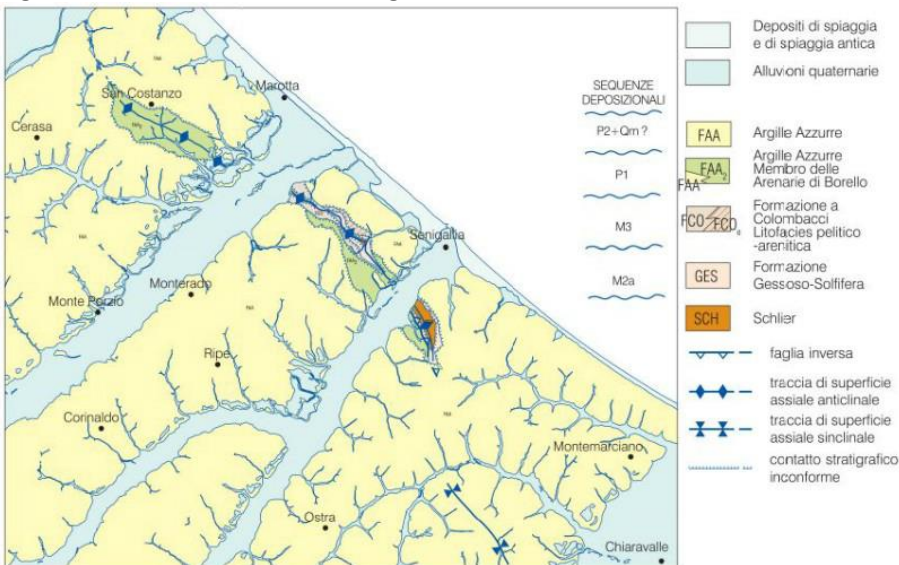 San Costanzo
Marotta
Cerasa
Senigallia
Monterado
Monte Porzio
Ripe
Corinaldo
Montemarciano
Ostra
Chiaravalle
SEQUENZE
DEPOSIZIONALI
P2+Qm ?
P1
M3
M2a
Depositi di spiaggia
e di spiaggia antica
Alluvioni quaternarie
FAA
Argille Azzurre
FAA2
FAA
Argille Azzurre
Membro delle
Arenarie di Borello
FCO
FCO
Formazione a
Colombacci
Litofacies pelitico
-arenitica
GES
Formazione
Gessoso-Solfifera
SCH
Schlier
faglia inversa
traccia di superficie
assiale anticlinale
traccia di superficie
assiale sinclinale
contatto stratigrafico
inconforme